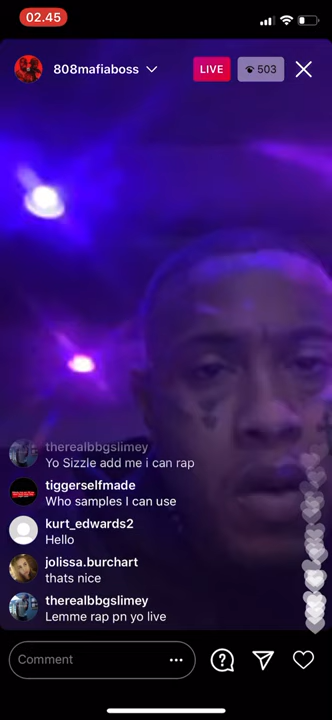 02.45
808mafiaboss
LIVE
503
therealbbgslimey
Yo Sizzle add me i can rap
tiggerselfmade
Who samples I can use
kurt_edwards2
Hello
jolissa.burchart
thats nice
therealbbgslimey
Lemme rap pn yo live
Comment